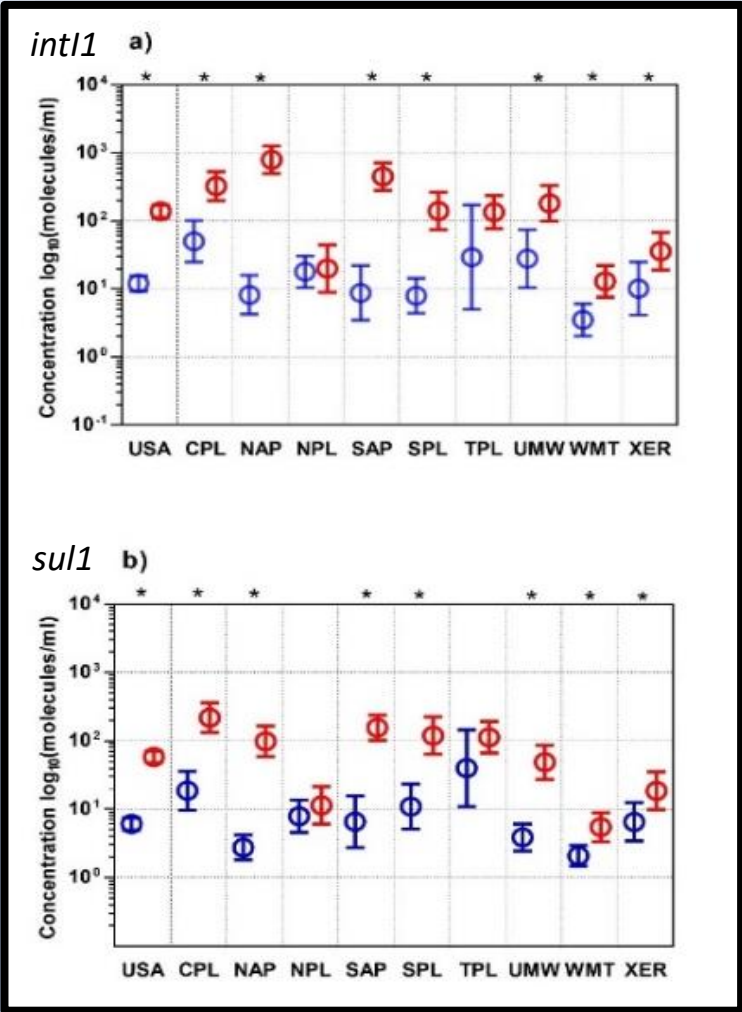 intI1 a)
* * * * * * * *
10⁴
10³
10²
10¹
10⁰
10⁻¹
Concentration log₁₀(molecules/ml)
USA CPL NAP NPL SAP SPL TPL UMW WMT XER
sul1 b)
* * * * * * * *
10⁴
10³
10²
10¹
10⁰
Concentration log₁₀(molecules/ml)
USA CPL NAP NPL SAP SPL TPL UMW WMT XER